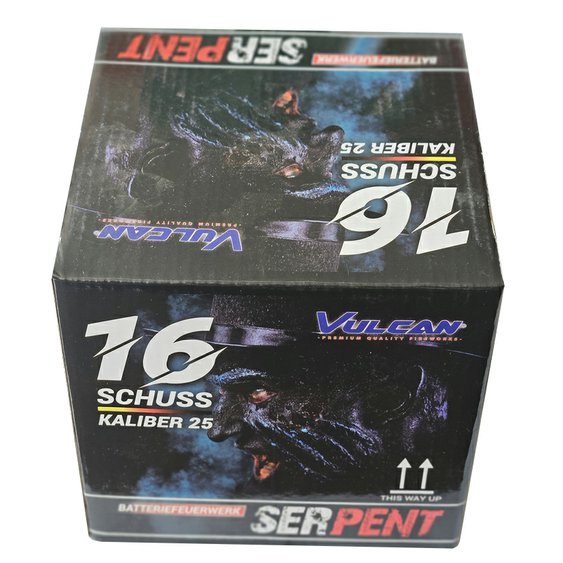 SERPENT
BATTERIEFEUERWERK
16
SCHUSS
KALIBER 25
VULCAN
-PREMIUM QUALITY FIREWORKS-
16
SCHUSS
KALIBER 25
VULCAN
-PREMIUM QUALITY FIREWORKS-
THIS WAY UP
BATTERIEFEUERWERK
SERPENT